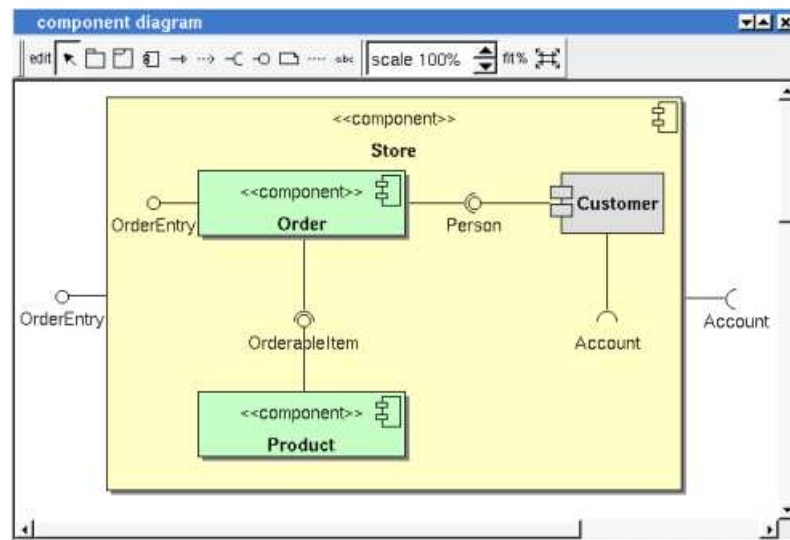 component diagram
edit abc scale 100% fit%
<<component>>
Store
<<component>>
Order
Customer
OrderEntry
Person
OrderEntry
Account
OrderableItem
Account
<<component>>
Product